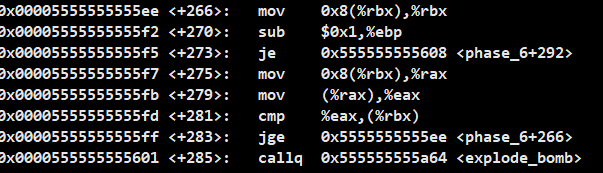 0x00005555555555ee <+266>: mov 0x8(%rbx),%rbx
0x00005555555555f2 <+270>: sub $0x1,%ebp
0x00005555555555f5 <+273>: je 0x555555555608 <phase_6+292>
0x00005555555555f7 <+275>: mov 0x8(%rbx),%rax
0x00005555555555fb <+279>: mov (%rax),%eax
0x00005555555555fd <+281>: cmp %eax,(%rbx)
0x00005555555555ff <+283>: jge 0x5555555555ee <phase_6+266>
0x0000555555555601 <+285>: callq 0x555555555a64 <explode_bomb>